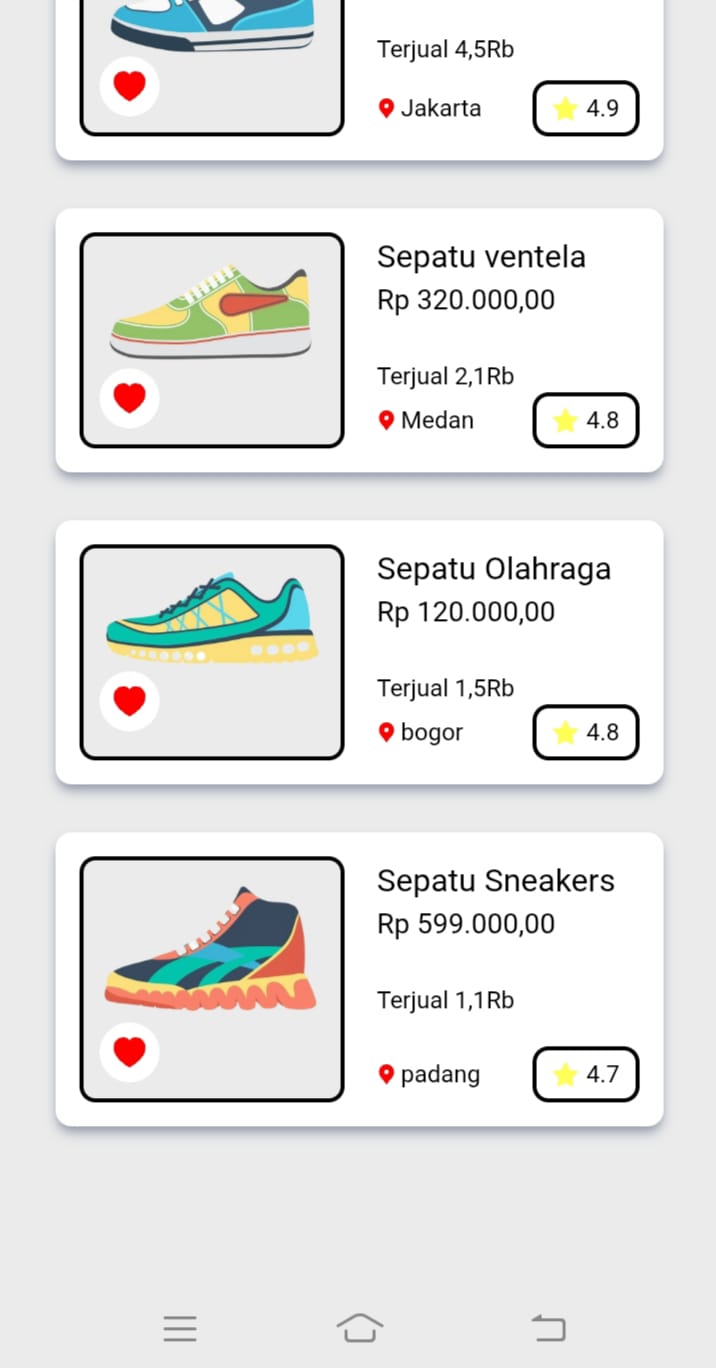 Terjual 4,5Rb
Jakarta 4.9
Sepatu ventela
Rp 320.000,00
Terjual 2,1Rb
Medan 4.8
Sepatu Olahraga
Rp 120.000,00
Terjual 1,5Rb
bogor 4.8
Sepatu Sneakers
Rp 599.000,00
Terjual 1,1Rb
padang 4.7